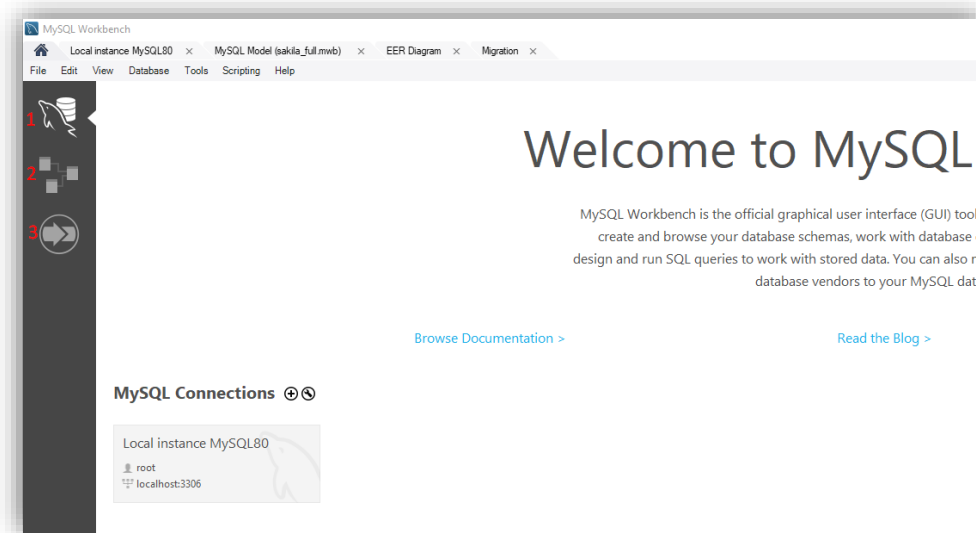 MySQL Workbench
Local instance MySQL80 × MySQL Model (sakila_full.mwb) × EER Diagram × Migration ×
File Edit View Database Tools Scripting Help
1
2
3
Welcome to MySQL
MySQL Workbench is the official graphical user interface (GUI) tool
create and browse your database schemas, work with database
design and run SQL queries to work with stored data. You can also
database vendors to your MySQL
Browse Documentation > Read the Blog >
MySQL Connections
Local instance MySQL80
root
localhost:3306